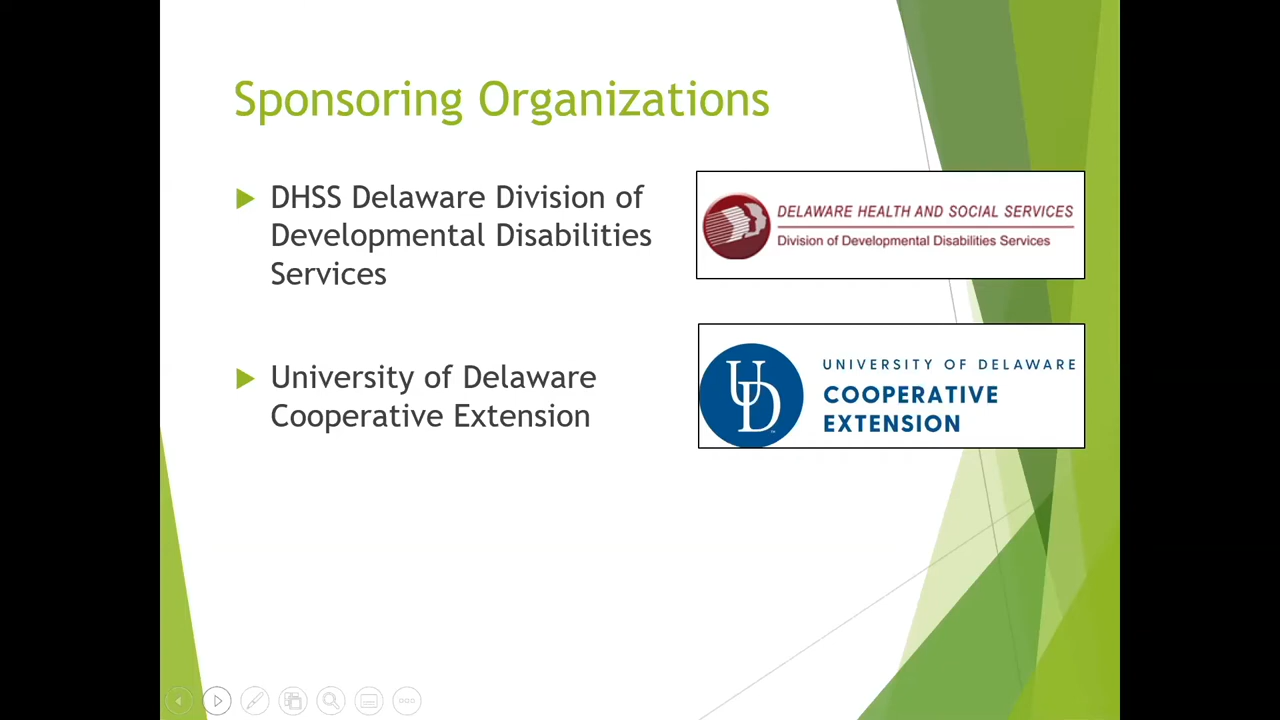 Sponsoring Organizations
DHSS Delaware Division of
Developmental Disabilities
Services
DELAWARE HEALTH AND SOCIAL SERVICES
Division of Developmental Disabilities Services
University of Delaware
Cooperative Extension
UD
UNIVERSITY OF DELAWARE
COOPERATIVE
EXTENSION